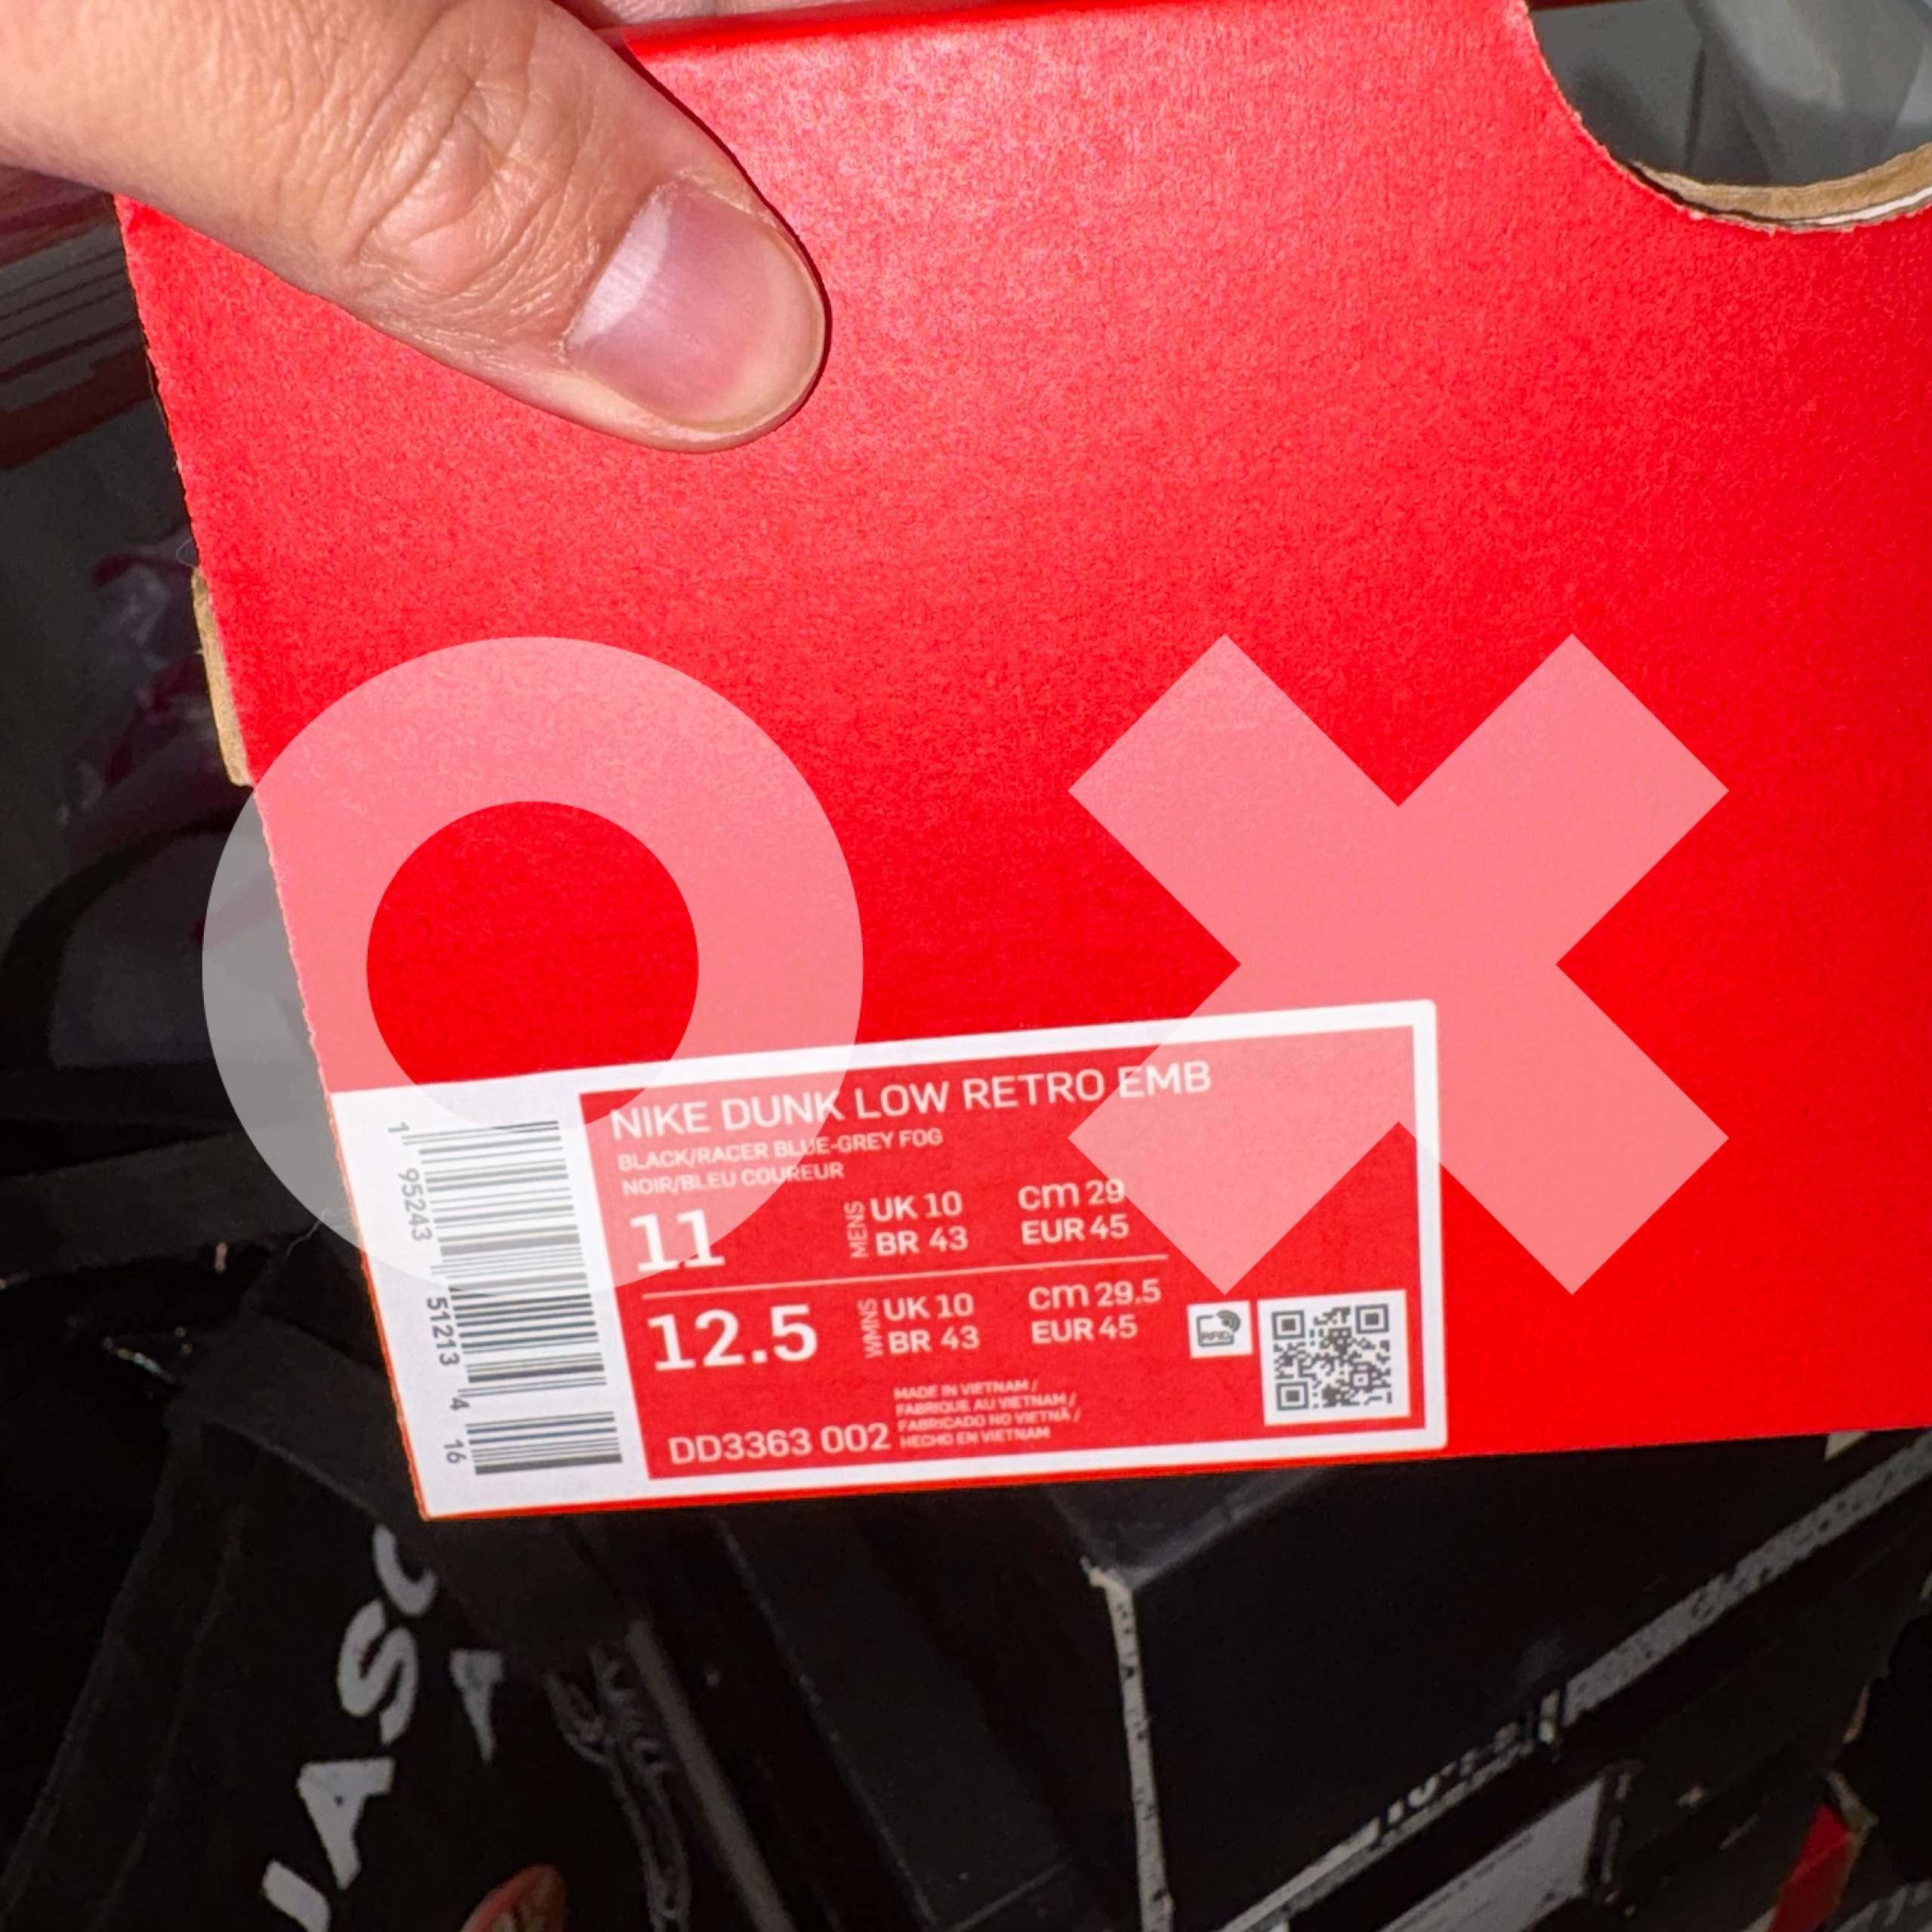 NIKE DUNK LOW RETRO EMB
BLACK/RACER BLUE-GREY FOG
NOIR/BLEU COUREUR
11 MENS UK 10 cm 29
BR 43 EUR 45
12.5 WMNS UK 10 cm 29.5
BR 43 EUR 45
RFID
DD3363 002
MADE IN VIETNAM /
FABRIQUE AU VIETNAM /
FABRICADO NO VIETNÃ /
HECHO EN VIETNAM
1 95243 51213 4 16